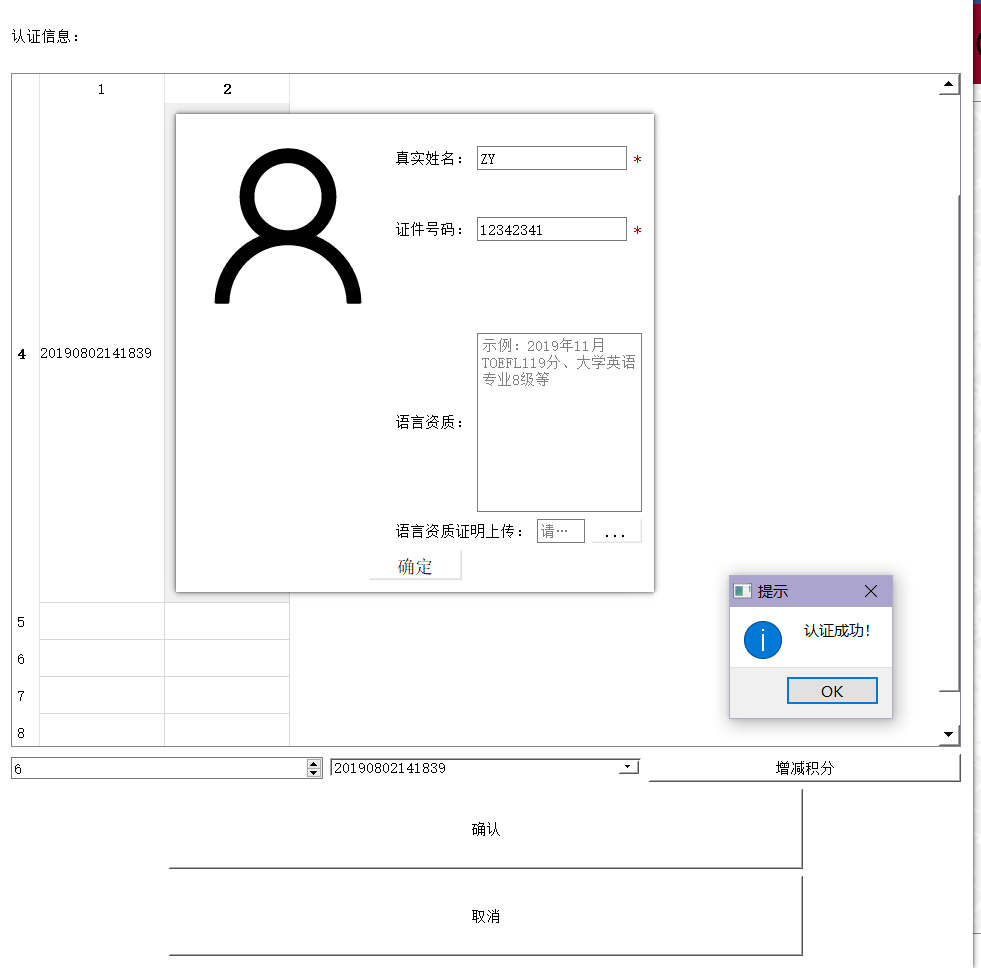 认证信息：
1
2
真实姓名：
ZY
*
证件号码：
12342341
*
4
20190802141839
示例：2019年11月
TOEFL119分、大学英语
专业8级等
语言资质：
语言资质证明上传：
请…
...
确定
5
6
7
8
提示
认证成功!
OK
6
20190802141839
增减积分
确认
取消